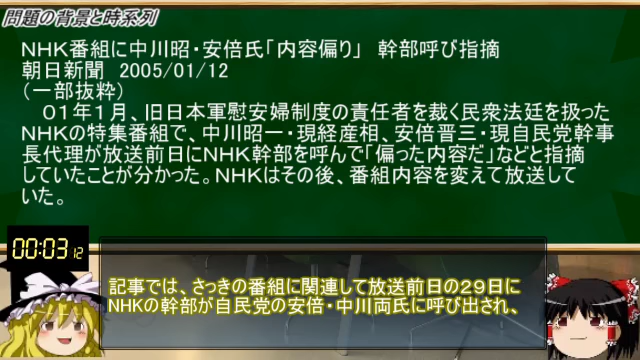 問題の背景と時系列
NHK番組に中川昭・安倍氏「内容偏り」 幹部呼び指摘
朝日新聞 2005/01/12
(一部抜粋)
01年1月、旧日本軍慰安婦制度の責任者を裁く民衆法廷を扱った
NHKの特集番組で、中川昭一・現経産相、安倍晋三・現自民党幹事
長代理が放送前日にNHK幹部を呼んで「偏った内容だ」などと指摘
していたことが分かった。NHKはその後、番組内容を変えて放送して
いた。
00:03 12
記事では、さっきの番組に関連して放送前日の29日に
NHKの幹部が自民党の安倍・中川両氏に呼び出され、